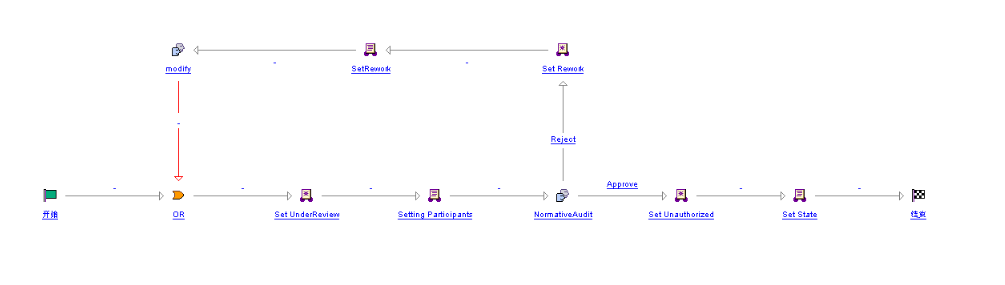 modify
-
SetRework
-
Set Rework
-
Reject
开始
-
OR
-
Set UnderReview
-
Setting Participants
-
NormativeAudit
Approve
Set Unauthorized
-
Set State
-
结束